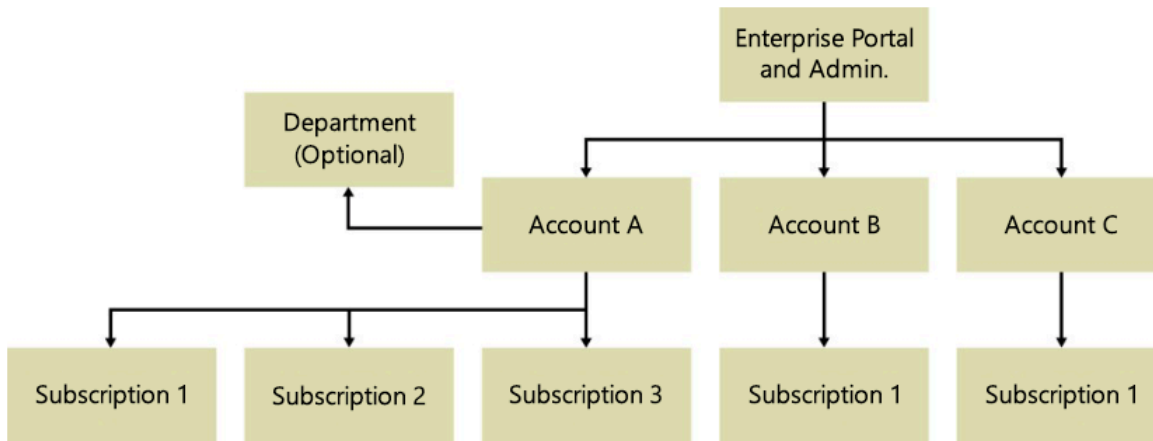 Enterprise Portal
and Admin.
Department
(Optional)
Account A
Account B
Account C
Subscription 1
Subscription 2
Subscription 3
Subscription 1
Subscription 1